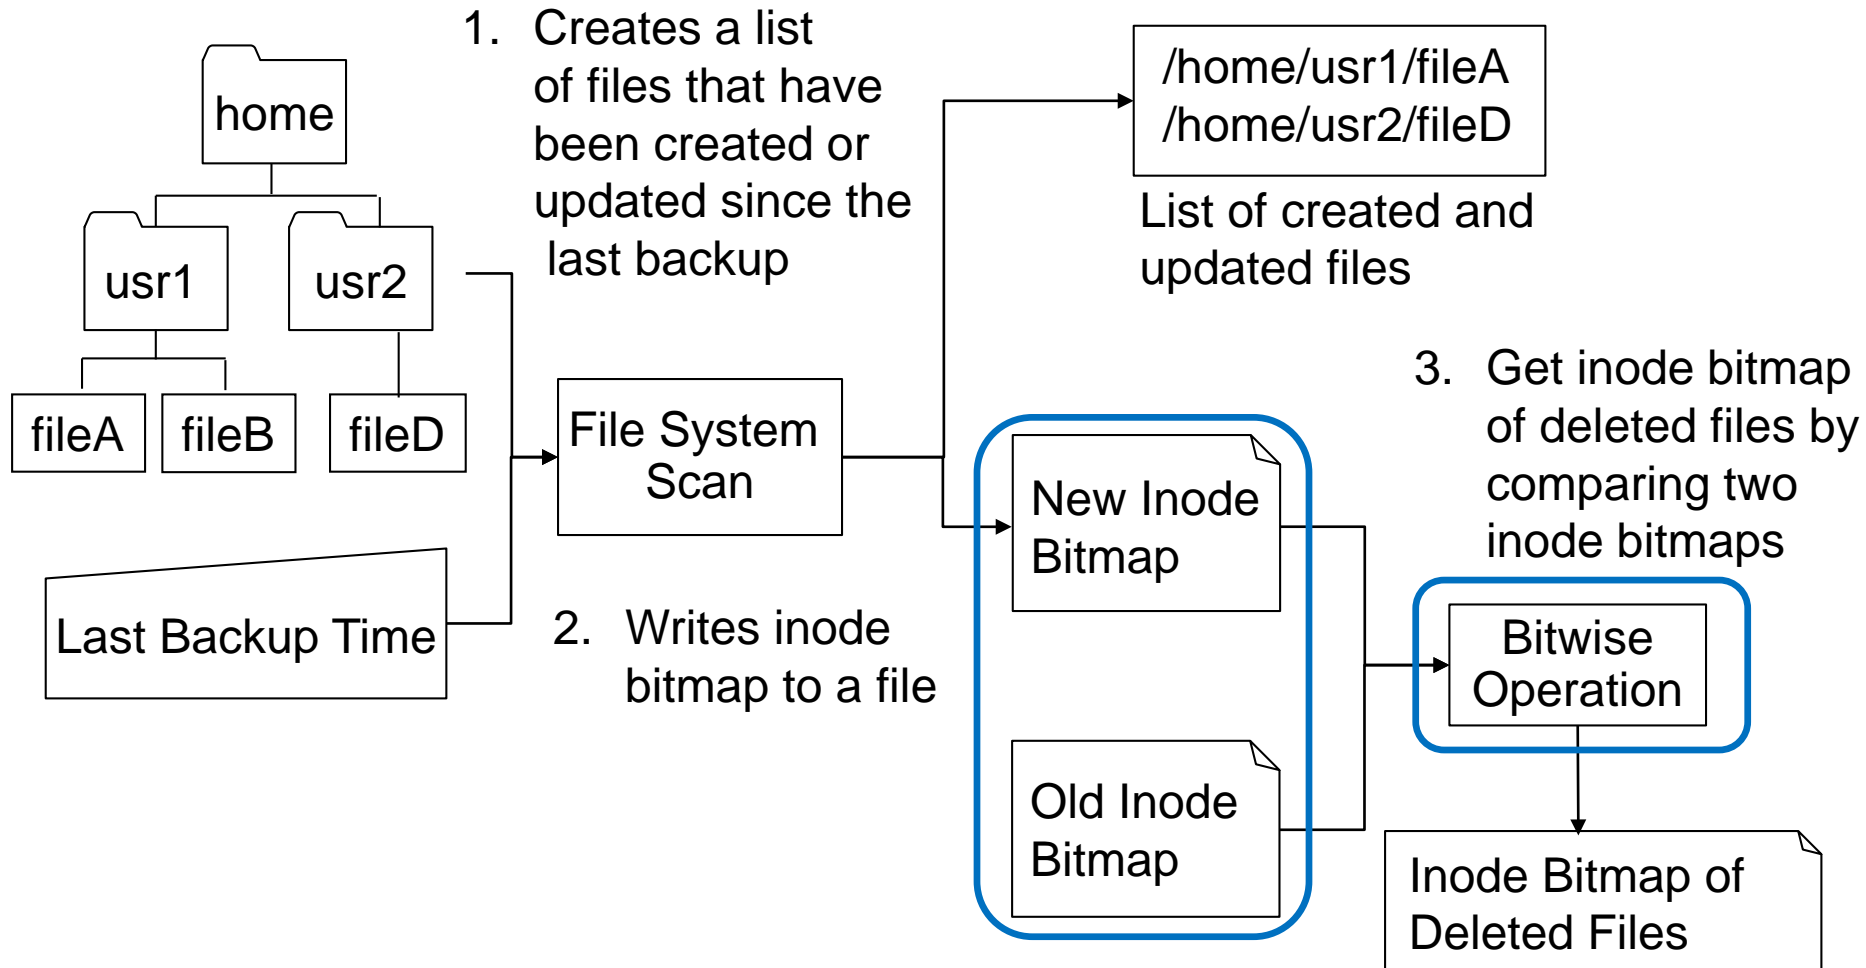 home
usr1
usr2
fileA
fileB
fileD
Last Backup Time
1. Creates a list
of files that have
been created or
updated since the
last backup
File System
Scan
2. Writes inode
bitmap to a file
/home/usr1/fileA
/home/usr2/fileD
List of created and
updated files
New Inode
Bitmap
Old Inode
Bitmap
3. Get inode bitmap
of deleted files by
comparing two
inode bitmaps
Bitwise
Operation
Inode Bitmap of
Deleted Files